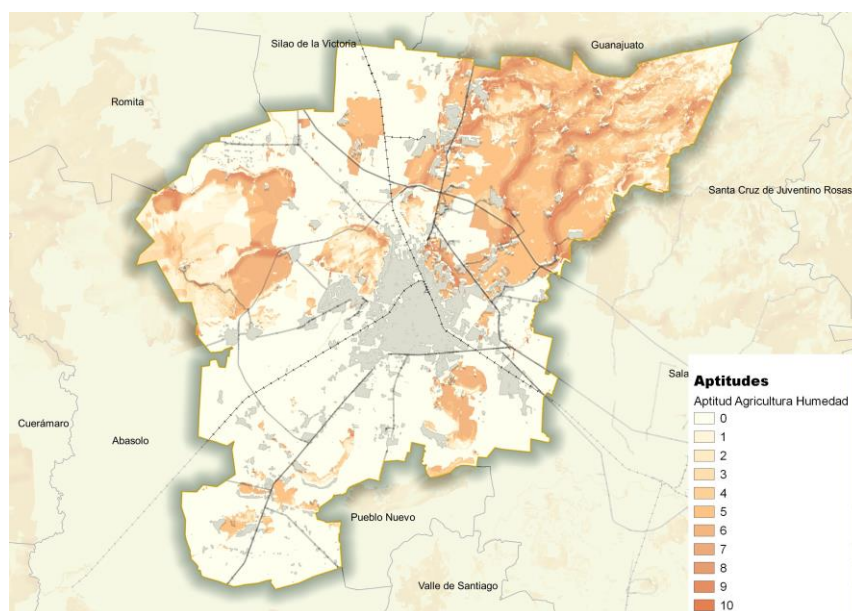 Silao de la Victoria
Guanajuato
Romita
Santa Cruz de Juventino Rosas
Sala
Cuerámaro
Abasolo
Pueblo Nuevo
Valle de Santiago
Aptitudes
Aptitud Agricultura Humedad
0
1
2
3
4
5
6
7
8
9
10